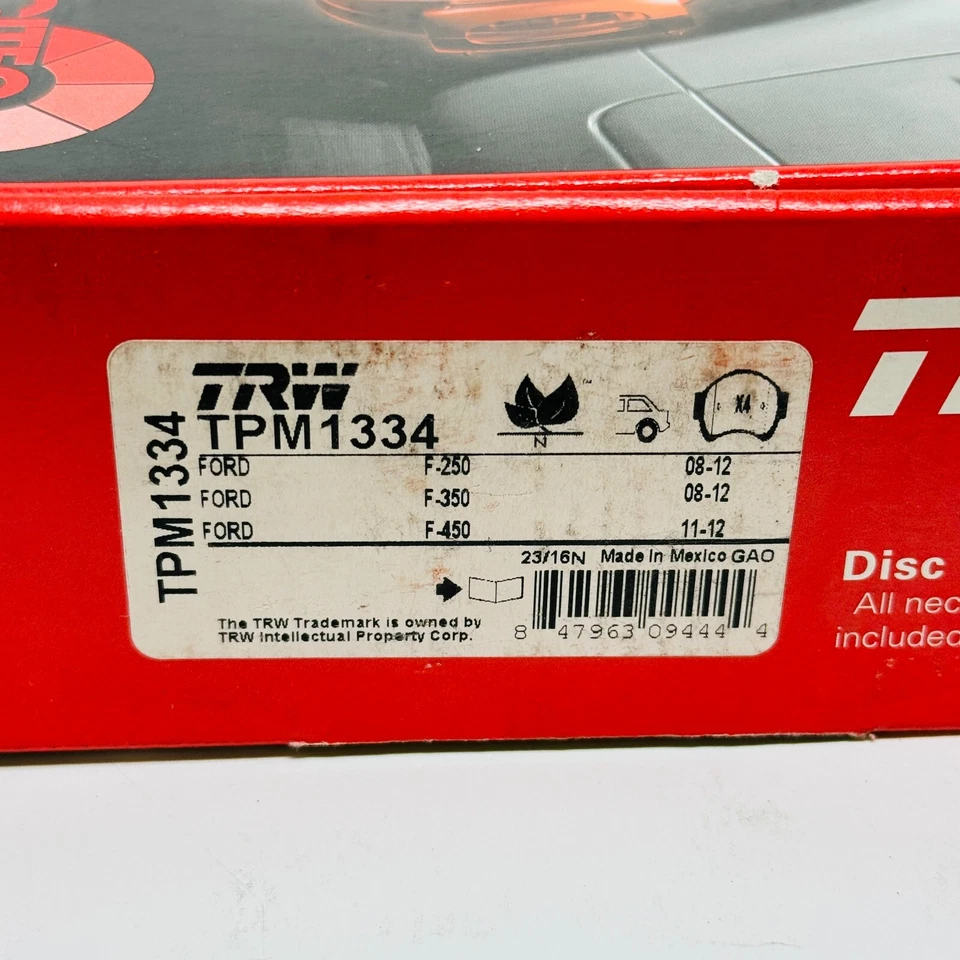 TRW
TPM1334
TPM1334
™
N
X4
FORD F-250 08-12
FORD F-350 08-12
FORD F-450 11-12
23/16N Made In Mexico GAO
The TRW Trademark is owned by
TRW Intellectual Property Corp.
8 47963 09444 4
Disc
All
included